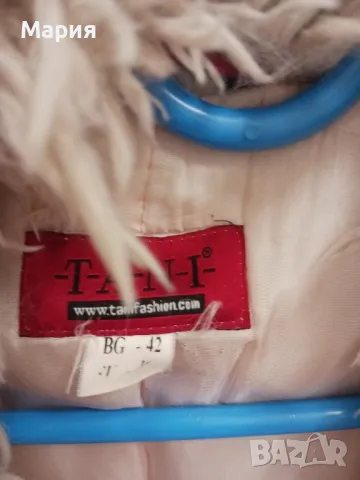 Мария
-T-A-N-I-®
www.tanifashion.com
BG - 42
BAZAR